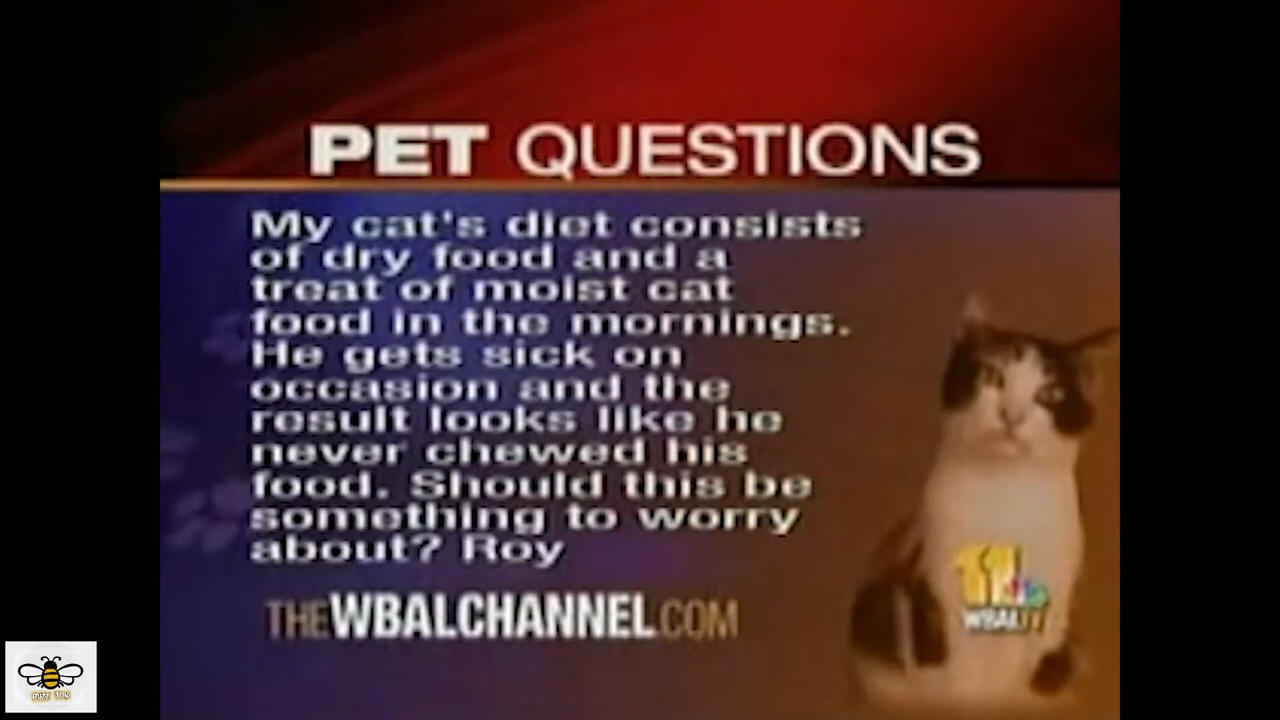 PET QUESTIONS
My cat's diet consists
of dry food and a
treat of moist cat
food in the mornings.
He gets sick on
occasion and the
result looks like he
never chewed his
food. Should this be
something to worry
about? Roy
THEWBALCHANNEL.COM
11
WBALTV